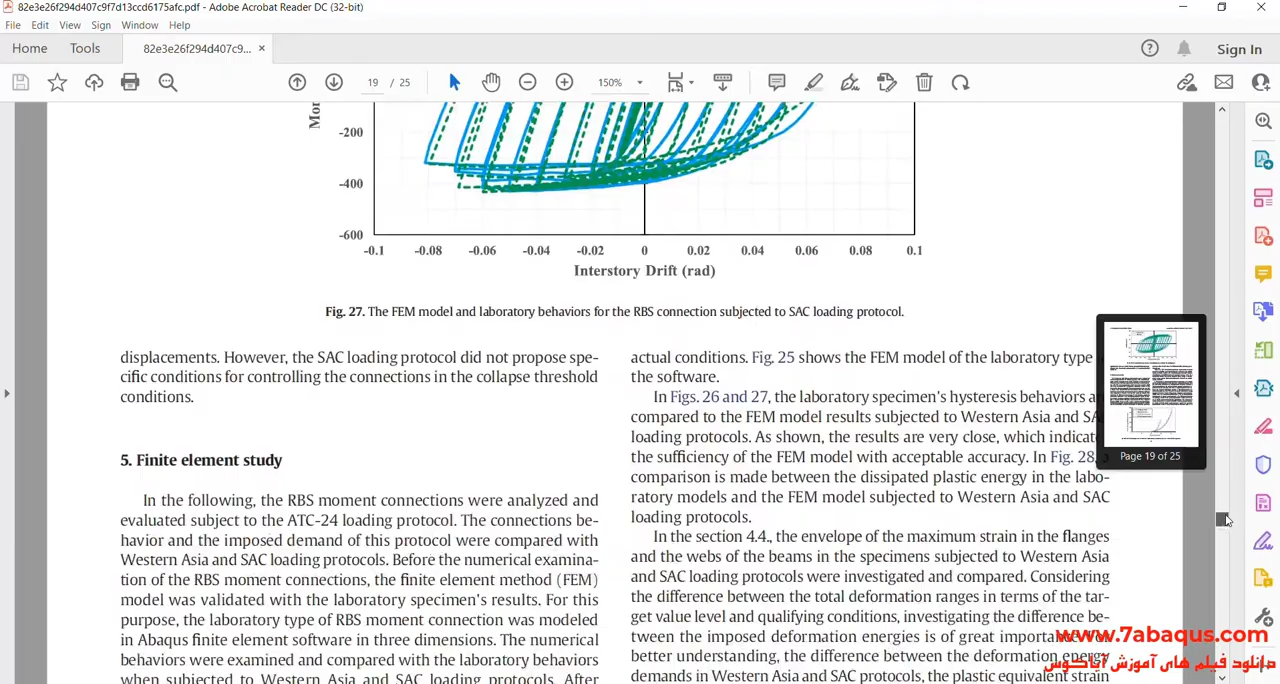 82e3e26f294d407c9f7d13ccd6175afc.pdf - Adobe Acrobat Reader DC (32-bit)
File Edit View Sign Window Help
Home Tools 82e3e26f294d407c9... × Sign In
19 / 25 150%
-200
-400
-600
-0.1 -0.08 -0.06 -0.04 -0.02 0 0.02 0.04 0.06 0.08 0.1
Interstory Drift (rad)
Fig. 27. The FEM model and laboratory behaviors for the RBS connection subjected to SAC loading protocol.
displacements. However, the SAC loading protocol did not propose spe-
cific conditions for controlling the connections in the collapse threshold
conditions.
5. Finite element study
In the following, the RBS moment connections were analyzed and
evaluated subject to the ATC-24 loading protocol. The connections be-
havior and the imposed demand of this protocol were compared with
Western Asia and SAC loading protocols. Before the numerical examina-
tion of the RBS moment connections, the finite element method (FEM)
model was validated with the laboratory specimen's results. For this
purpose, the laboratory type of RBS moment connection was modeled
in Abaqus finite element software in three dimensions. The numerical
behaviors were examined and compared with the laboratory behaviors
when subjected to Western Asia and SAC loading protocols. After
actual conditions. Fig. 25 shows the FEM model of the laboratory type
the software.
In Figs. 26 and 27, the laboratory specimen's hysteresis behaviors
compared to the FEM model results subjected to Western Asia and
loading protocols. As shown, the results are very close, which
the sufficiency of the FEM model with acceptable accuracy. In Fig. 28,
comparison is made between the dissipated plastic energy in the labo-
ratory models and the FEM model subjected to Western Asia and SAC
loading protocols.
In the section 4.4., the envelope of the maximum strain in the flanges
and the webs of the beams in the specimens subjected to Western Asia
and SAC loading protocols were investigated and compared. Considering
the difference between the total deformation ranges in terms of the tar-
get value level and qualifying conditions, investigating the difference be-
tween the imposed deformation energies is of great
better understanding, the difference between the deformation energy
demands in Western Asia and SAC protocols, the plastic equivalent strain
Page 19 of 25
www.7abaqus.com
دانلود فیلم های آموزش آباکوس